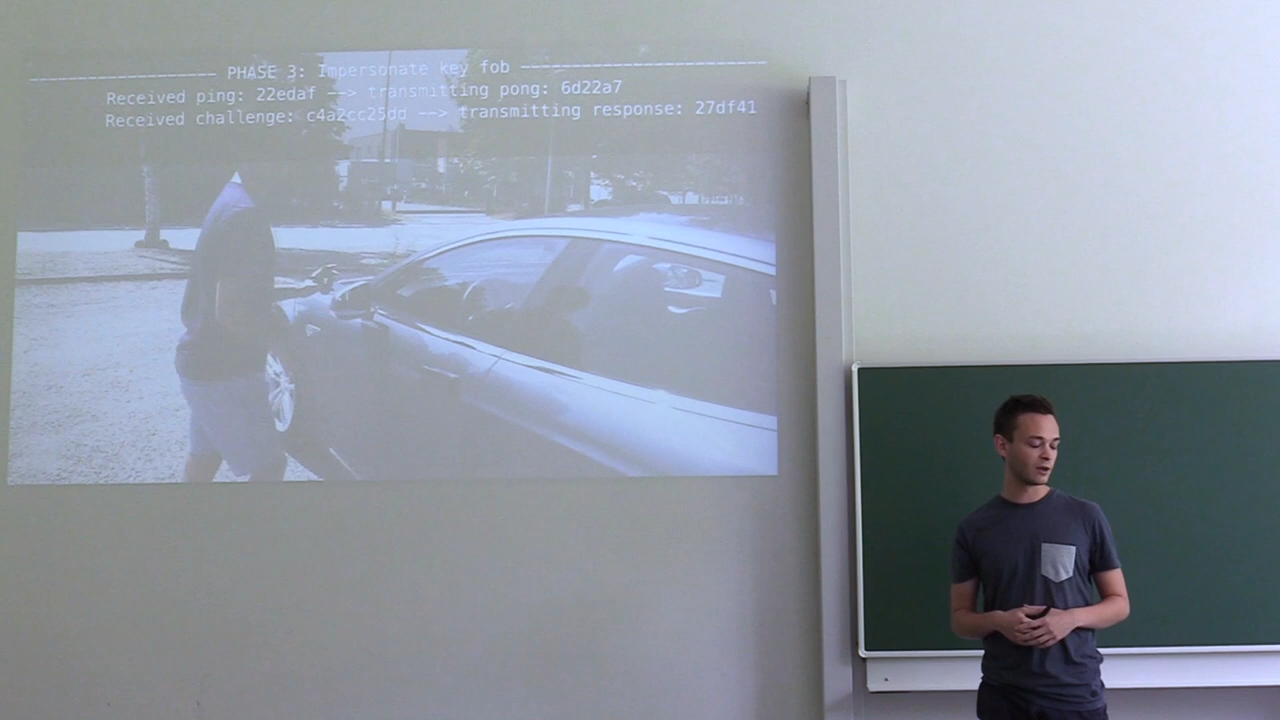 PHASE 3: Impersonate key fob
Received ping: 22edaf --> transmitting pong: 6d22a7
Received challenge: c4a2cc25dd --> transmitting response: 27df41